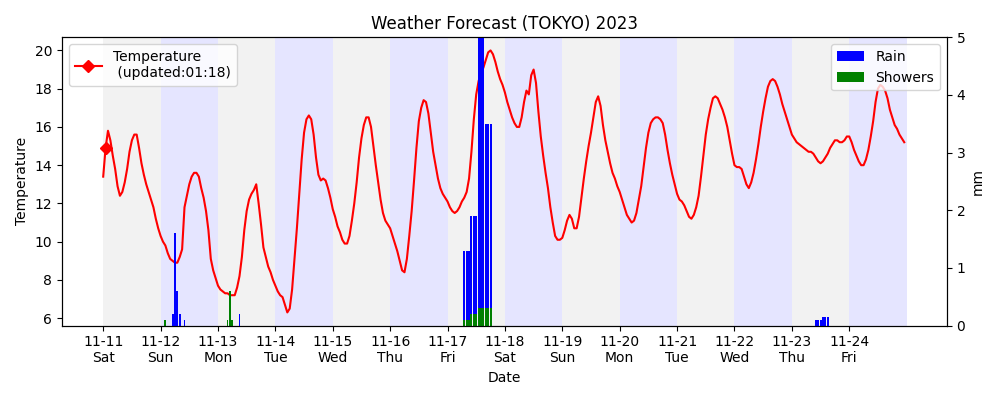 Weather Forecast (TOKYO) 2023
Temperature
(updated:01:18)
Rain
Showers
Temperature
20
18
16
14
12
10
8
6
5
4
3
2
1
0
mm
11-11 11-12 11-13 11-14 11-15 11-16 11-17 11-18 11-19 11-20 11-21 11-22 11-23 11-24
Sat Sun Mon Tue Wed Thu Fri Sat Sun Mon Tue Wed Thu Fri
Date